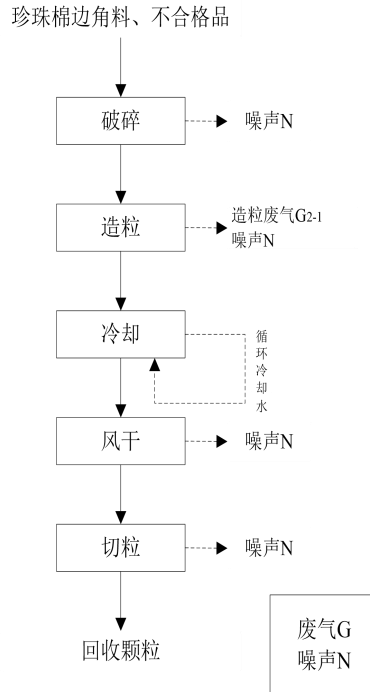 珍珠棉边角料、不合格品
破碎
噪声N
造粒
造粒废气G2-1
噪声N
冷却
循环冷却水
风干
噪声N
切粒
噪声N
回收颗粒
废气G
噪声N